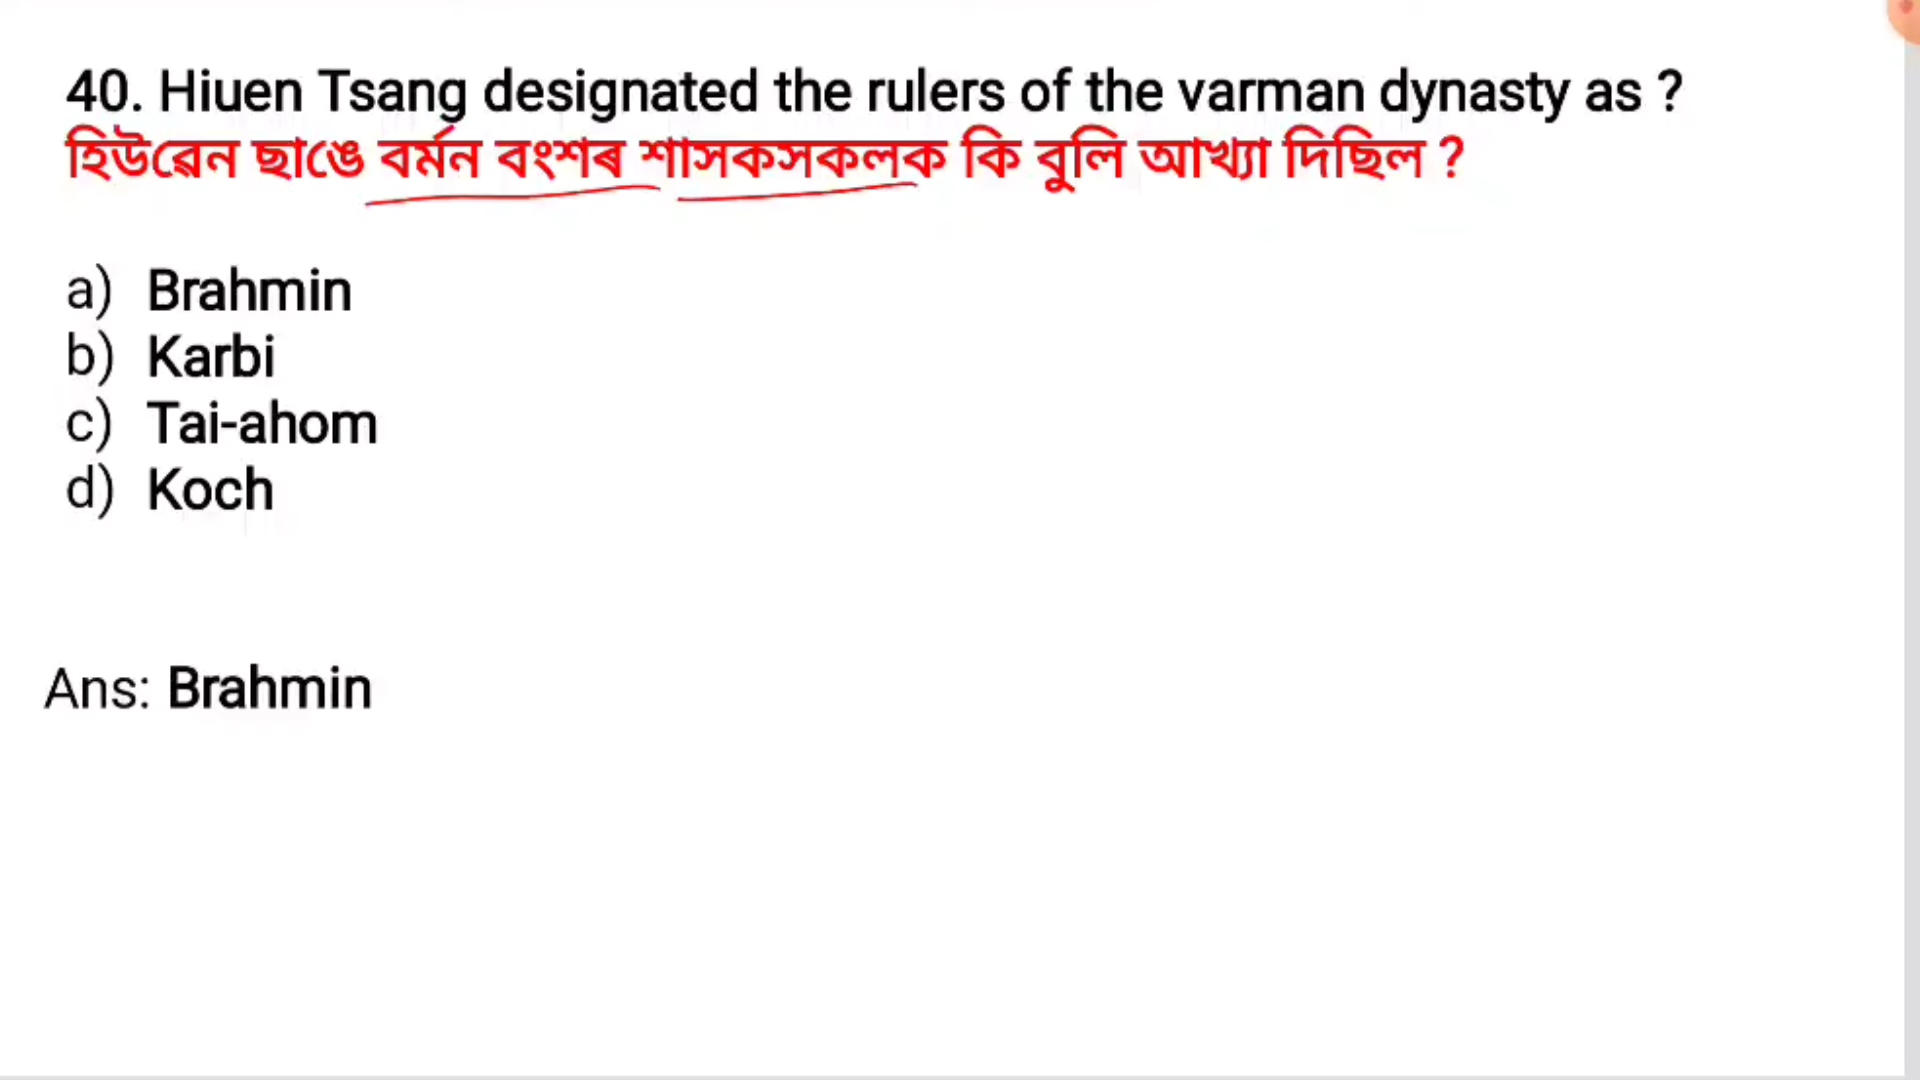 40. Hiuen Tsang designated the rulers of the varman dynasty as ?
হিউৱেন ছাঙে বৰ্মন বংশৰ শাসকসকলক কি বুলি আখ্যা দিছিল ?
a) Brahmin
b) Karbi
c) Tai-ahom
d) Koch
Ans: Brahmin